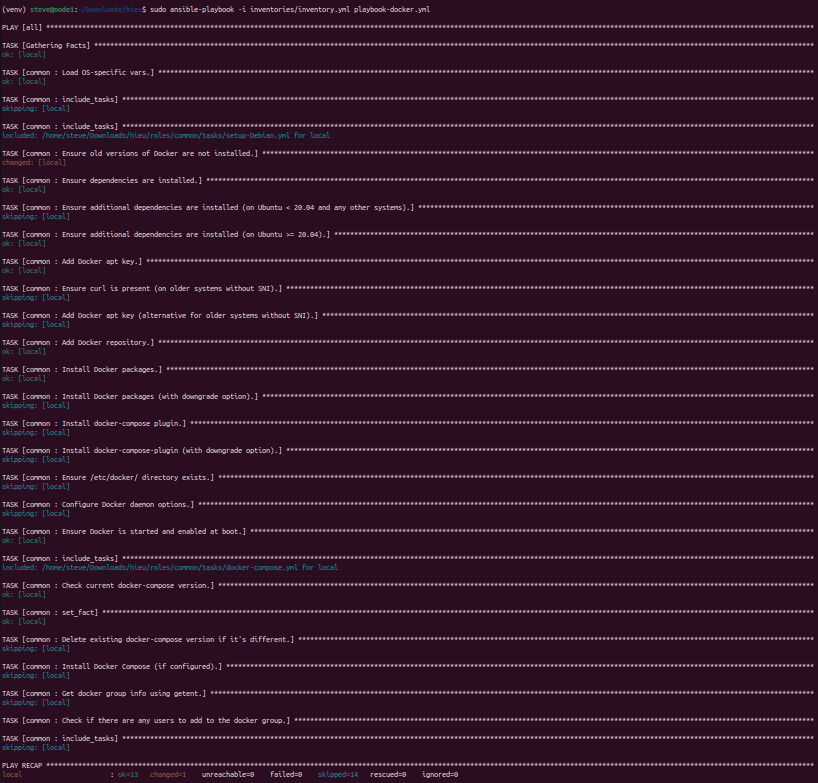 (venv) steve@node1:~/Downloads/hieu$ sudo ansible-playbook -i inventories/inventory.yml playbook-docker.yml
PLAY [all] ****************************************************************
TASK [Gathering Facts] ****************************************************************
ok: [local]
TASK [common : Load OS-specific vars.] ****************************************************************
ok: [local]
TASK [common : include_tasks] ****************************************************************
skipping: [local]
TASK [common : include_tasks] ****************************************************************
included: /home/steve/Downloads/hieu/roles/common/tasks/setup-Debian.yml for local
TASK [common : Ensure old versions of Docker are not installed.] ****************************************************************
changed: [local]
TASK [common : Ensure dependencies are installed.] ****************************************************************
ok: [local]
TASK [common : Ensure additional dependencies are installed (on Ubuntu < 20.04 and any other systems).] ****************************************************************
skipping: [local]
TASK [common : Ensure additional dependencies are installed (on Ubuntu >= 20.04).] ****************************************************************
ok: [local]
TASK [common : Add Docker apt key.] ****************************************************************
ok: [local]
TASK [common : Ensure curl is present (on older systems without SNI).] ****************************************************************
skipping: [local]
TASK [common : Add Docker apt key (alternative for older systems without SNI).] ****************************************************************
skipping: [local]
TASK [common : Add Docker repository.] ****************************************************************
ok: [local]
TASK [common : Install Docker packages.] ****************************************************************
ok: [local]
TASK [common : Install Docker packages (with downgrade option).] ****************************************************************
skipping: [local]
TASK [common : Install docker-compose plugin.] ****************************************************************
skipping: [local]
TASK [common : Install docker-compose-plugin (with downgrade option).] ****************************************************************
skipping: [local]
TASK [common : Ensure /etc/docker/ directory exists.] ****************************************************************
skipping: [local]
TASK [common : Configure Docker daemon options.] ****************************************************************
skipping: [local]
TASK [common : Ensure Docker is started and enabled at boot.] ****************************************************************
ok: [local]
TASK [common : include_tasks] ****************************************************************
included: /home/steve/Downloads/hieu/roles/common/tasks/docker-compose.yml for local
TASK [common : Check current docker-compose version.] ****************************************************************
ok: [local]
TASK [common : set_fact] ****************************************************************
ok: [local]
TASK [common : Delete existing docker-compose version if it's different.] ****************************************************************
skipping: [local]
TASK [common : Install Docker Compose (if configured).] ****************************************************************
skipping: [local]
TASK [common : Get docker group info using getent.] ****************************************************************
skipping: [local]
TASK [common : Check if there are any users to add to the docker group.] ****************************************************************
TASK [common : include_tasks] ****************************************************************
skipping: [local]
PLAY RECAP ****************************************************************
local : ok=13 changed=1 unreachable=0 failed=0 skipped=14 rescued=0 ignored=0